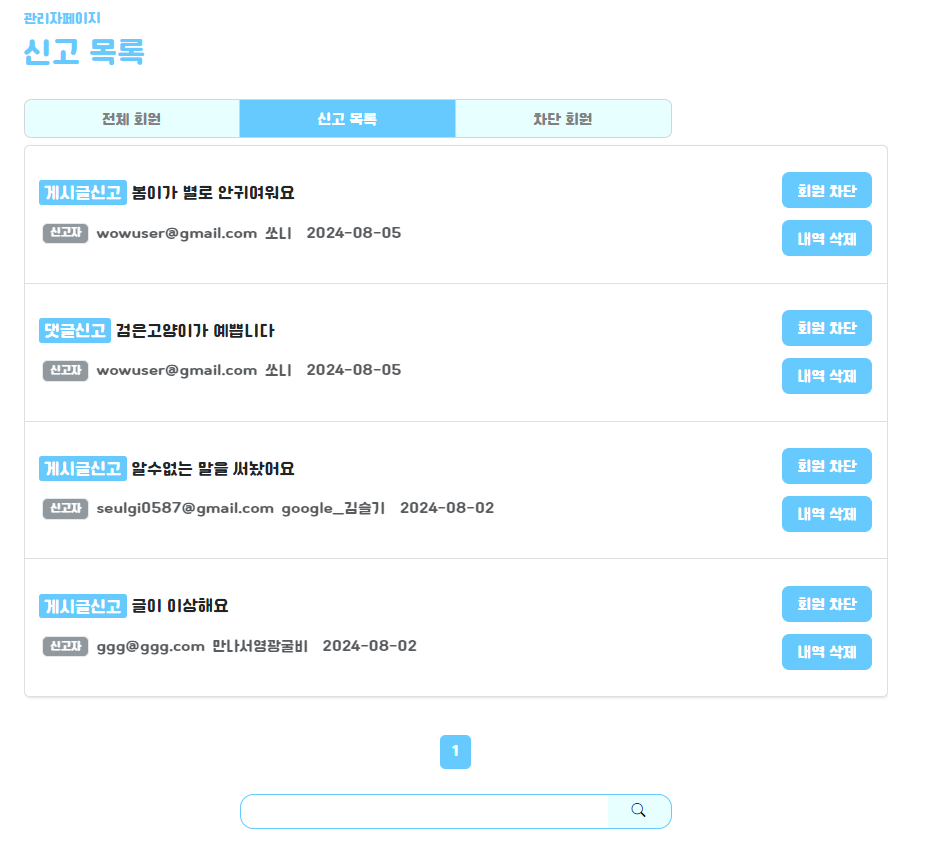 관리자페이지
신고 목록
전체 회원 신고 목록 차단 회원
게시글신고 봄이가 별로 안귀여워요
회원 차단
신고자 wowuser@gmail.com 쏘니 2024-08-05
내역 삭제
댓글신고 검은고양이가 예쁩니다
회원 차단
신고자 wowuser@gmail.com 쏘니 2024-08-05
내역 삭제
게시글신고 알수없는 말을 써놨어요
회원 차단
신고자 seulgi0587@gmail.com google_김슬기 2024-08-02
내역 삭제
게시글신고 글이 이상해요
회원 차단
신고자 ggg@ggg.com 만나서영광굴비 2024-08-02
내역 삭제
1